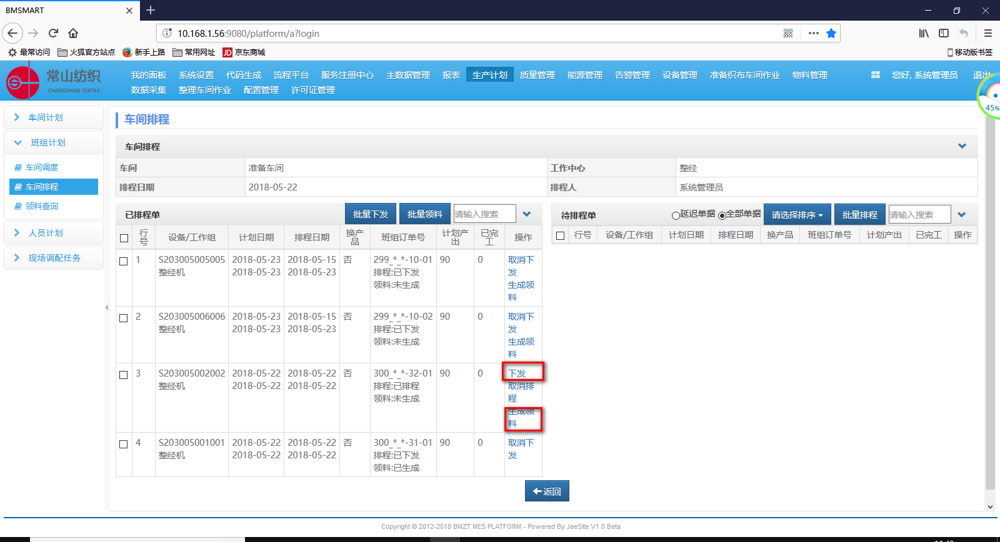 BMSMART
10.168.1.56:9080/platform/a?login
最常访问 火狐官方站点 新手上路 常用网址 JD 京东商城 移动版书签
常山纺织
CHANGSHAN TEXTILE
我的面板 系统设置 代码生成 流程平台 服务注册中心 主数据管理 报表 生产计划 质量管理 能源管理 告警管理 设备管理 准备织布车间作业 物料管理 您好, 系统管理员 退出
数据采集 整理车间作业 配置管理 许可证管理
45%
车间计划
班组计划
车间调度
车间排程
领料查询
人员计划
现场调配任务
车间排程
车间排程
车间 准备车间 工作中心 整经
排程日期 2018-05-22 排程人 系统管理员
已排程单 批量下发 批量领料 请输入搜索
行号 设备/工作组 计划日期 排程日期 换产品 班组订单号 计划产出 已完工 操作
1 S203005005005 2018-05-23 2018-05-15 否 299_*_*-10-01 90 0 取消下
整经机 2018-05-23 2018-05-23 排程:已下发 发
领料:未生成 生成领
料
2 S203005006006 2018-05-23 2018-05-15 否 299_*_*-10-02 90 0 取消下
整经机 2018-05-23 2018-05-23 排程:已下发 发
领料:未生成 生成领
料
3 S203005002002 2018-05-22 2018-05-22 否 300_*_*-32-01 90 0 下发
整经机 2018-05-22 2018-05-22 排程:已排程 取消排
领料:未生成 程
生成领
料
4 S203005001001 2018-05-22 2018-05-22 否 300_*_*-31-01 90 0 取消下
整经机 2018-05-22 2018-05-22 排程:已下发 发
领料:已生成
待排程单 延迟单据 全部单据 请选择排序 批量排程 请输入搜索
行号 设备/工作组 计划日期 排程日期 换产品 班组订单号 计划产出 已完工 操作
返回
Copyright © 2012-2018 BMZT MES PLATFORM - Powered By JeeSite V1.0 Beta